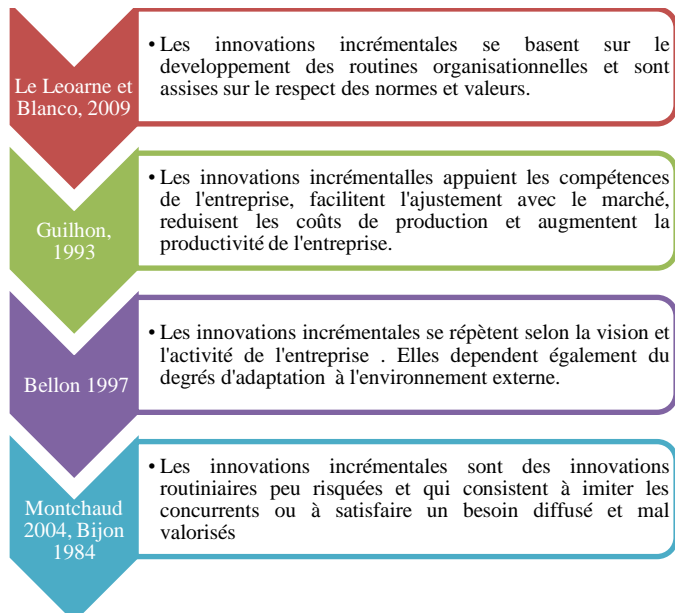 Le Leoarne et
Blanco, 2009
• Les innovations incrémentales se basent sur le
developpement des routines organisationnelles et sont
assises sur le respect des normes et valeurs.
Guilhon,
1993
• Les innovations incrémentalles appuient les compétences
de l'entreprise, facilitent l'ajustement avec le marché,
reduisent les coûts de production et augmentent la
productivité de l'entreprise.
Bellon 1997
• Les innovations incrémentales se répètent selon la vision et
l'activité de l'entreprise . Elles dependent également du
degrés d'adaptation à l'environnement externe.
Montchaud
2004, Bijon
1984
• Les innovations incrémentales sont des innovations
routiniaires peu risquées et qui consistent à imiter les
concurrents ou à satisfaire un besoin diffusé et mal
valorisés